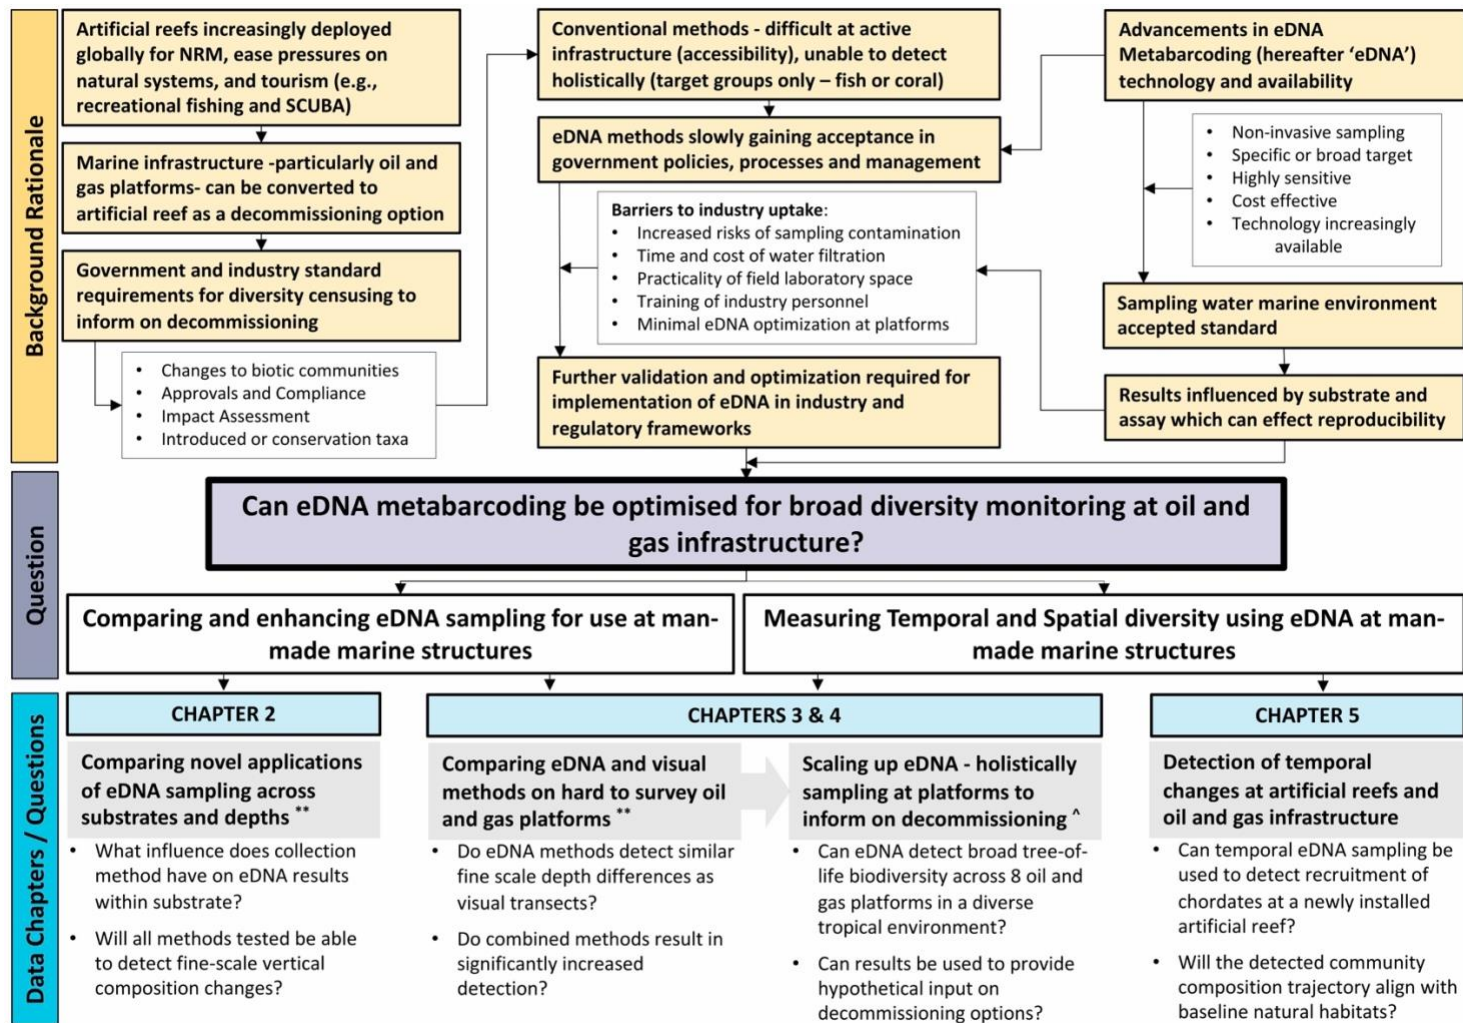 Background Rationale
Artificial reefs increasingly deployed
globally for NRM, ease pressures on
natural systems, and tourism (e.g.,
recreational fishing and SCUBA)
Marine infrastructure -particularly oil and
gas platforms- can be converted to
artificial reef as a decommissioning option
Government and industry standard
requirements for diversity censusing to
inform on decommissioning
• Changes to biotic communities
• Approvals and Compliance
• Impact Assessment
• Introduced or conservation taxa
Conventional methods - difficult at active
infrastructure (accessibility), unable to detect
holistically (target groups only – fish or coral)
eDNA methods slowly gaining acceptance in
government policies, processes and management
Barriers to industry uptake:
• Increased risks of sampling contamination
• Time and cost of water filtration
• Practicality of field laboratory space
• Training of industry personnel
• Minimal eDNA optimization at platforms
Further validation and optimization required for
implementation of eDNA in industry and
regulatory frameworks
Advancements in eDNA
Metabarcoding (hereafter ‘eDNA’)
technology and availability
• Non-invasive sampling
• Specific or broad target
• Highly sensitive
• Cost effective
• Technology increasingly
available
Sampling water marine environment
accepted standard
Results influenced by substrate and
assay which can effect reproducibility
Question
Can eDNA metabarcoding be optimised for broad diversity monitoring at oil and
gas infrastructure?
Comparing and enhancing eDNA sampling for use at man-
made marine structures
Measuring Temporal and Spatial diversity using eDNA at man-
made marine structures
Data Chapters / Questions
CHAPTER 2
Comparing novel applications
of eDNA sampling across
substrates and depths **
• What influence does collection
method have on eDNA results
within substrate?
• Will all methods tested be able
to detect fine-scale vertical
composition changes?
CHAPTERS 3 & 4
Comparing eDNA and visual
methods on hard to survey oil
and gas platforms **
• Do eDNA methods detect similar
fine scale depth differences as
visual transects?
• Do combined methods result in
significantly increased
detection?
Scaling up eDNA - holistically
sampling at platforms to
inform on decommissioning ^
• Can eDNA detect broad tree-of-
life biodiversity across 8 oil and
gas platforms in a diverse
tropical environment?
• Can results be used to provide
hypothetical input on
decommissioning options?
CHAPTER 5
Detection of temporal
changes at artificial reefs and
oil and gas infrastructure
• Can temporal eDNA sampling be
used to detect recruitment of
chordates at a newly installed
artificial reef?
• Will the detected community
composition trajectory align with
baseline natural habitats?